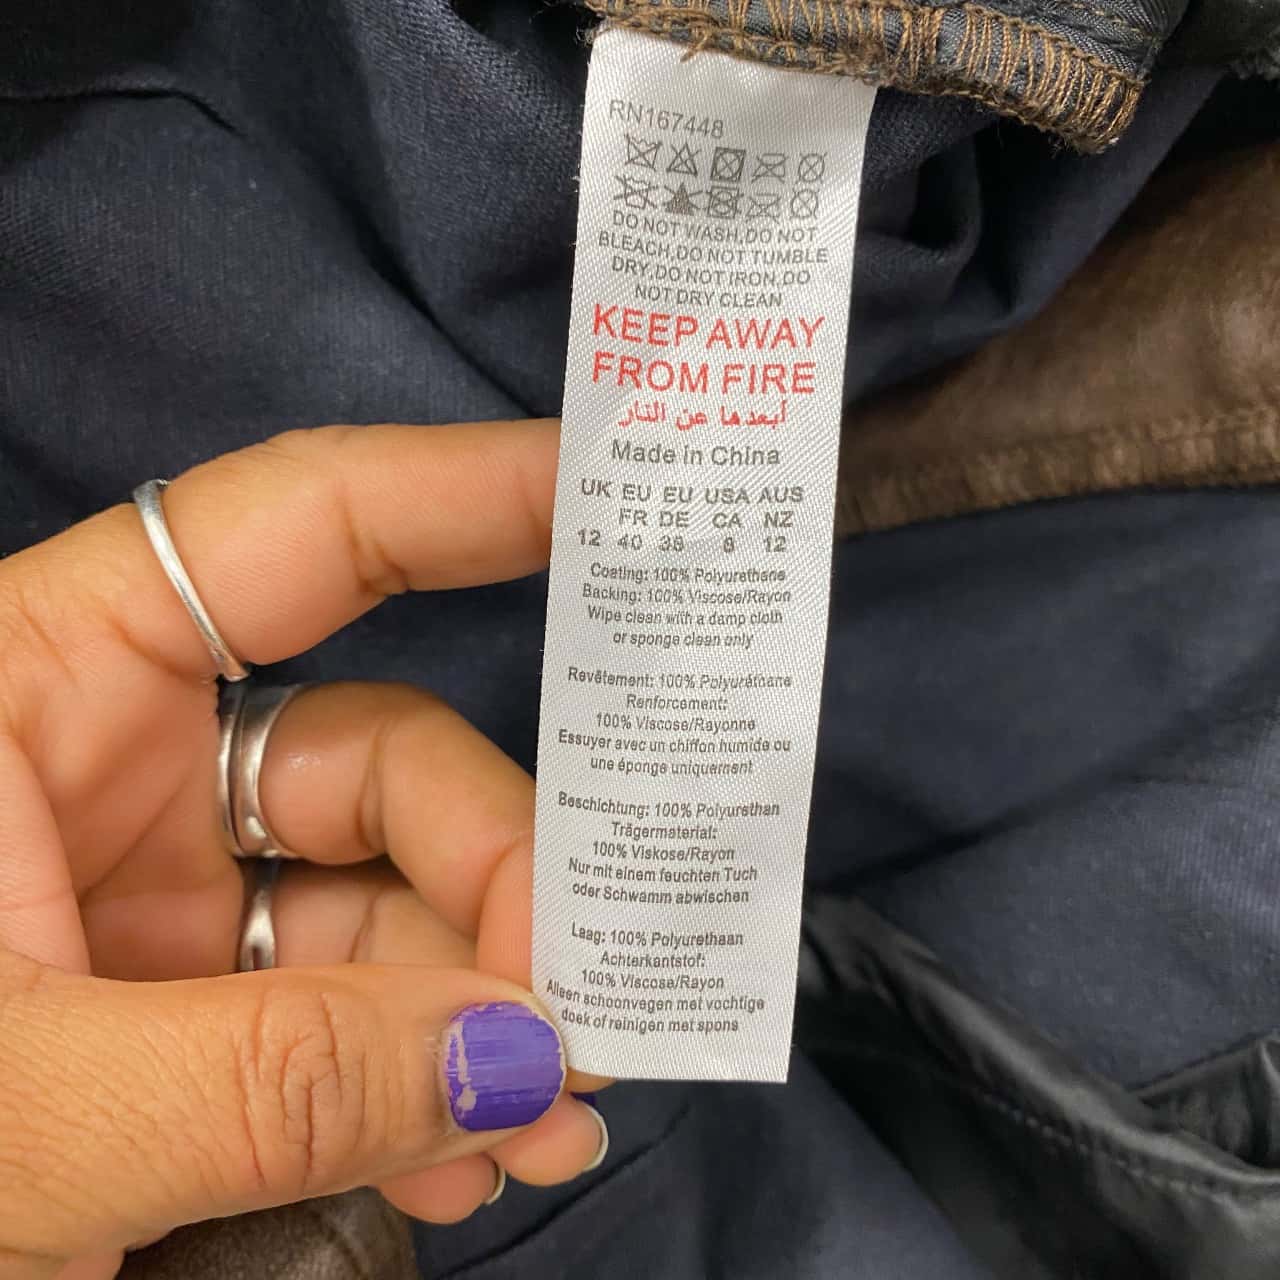 RN167448
DO NOT WASH,DO NOT
BLEACH,DO NOT TUMBLE
DRY,DO NOT IRON,DO
NOT DRY CLEAN
KEEP AWAY
FROM FIRE
أبعدها عن النار
Made in China
UK EU EU USA AUS
FR DE CA NZ
12 40 38 8 12
Coating: 100% Polyurethane
Backing: 100% Viscose/Rayon
Wipe clean with a damp cloth
or sponge clean only
Revêtement: 100% Polyuréthane
Renforcement:
100% Viscose/Rayonne
Essuyer avec un chiffon humide ou
une éponge uniquement
Beschichtung: 100% Polyurethan
Trägermaterial:
100% Viskose/Rayon
Nur mit einem feuchten Tuch
oder Schwamm abwischen
Laag: 100% Polyurethaan
Achterkantstof:
100% Viscose/Rayon
Alleen schoonvegen met vochtige
doek of reinigen met spons